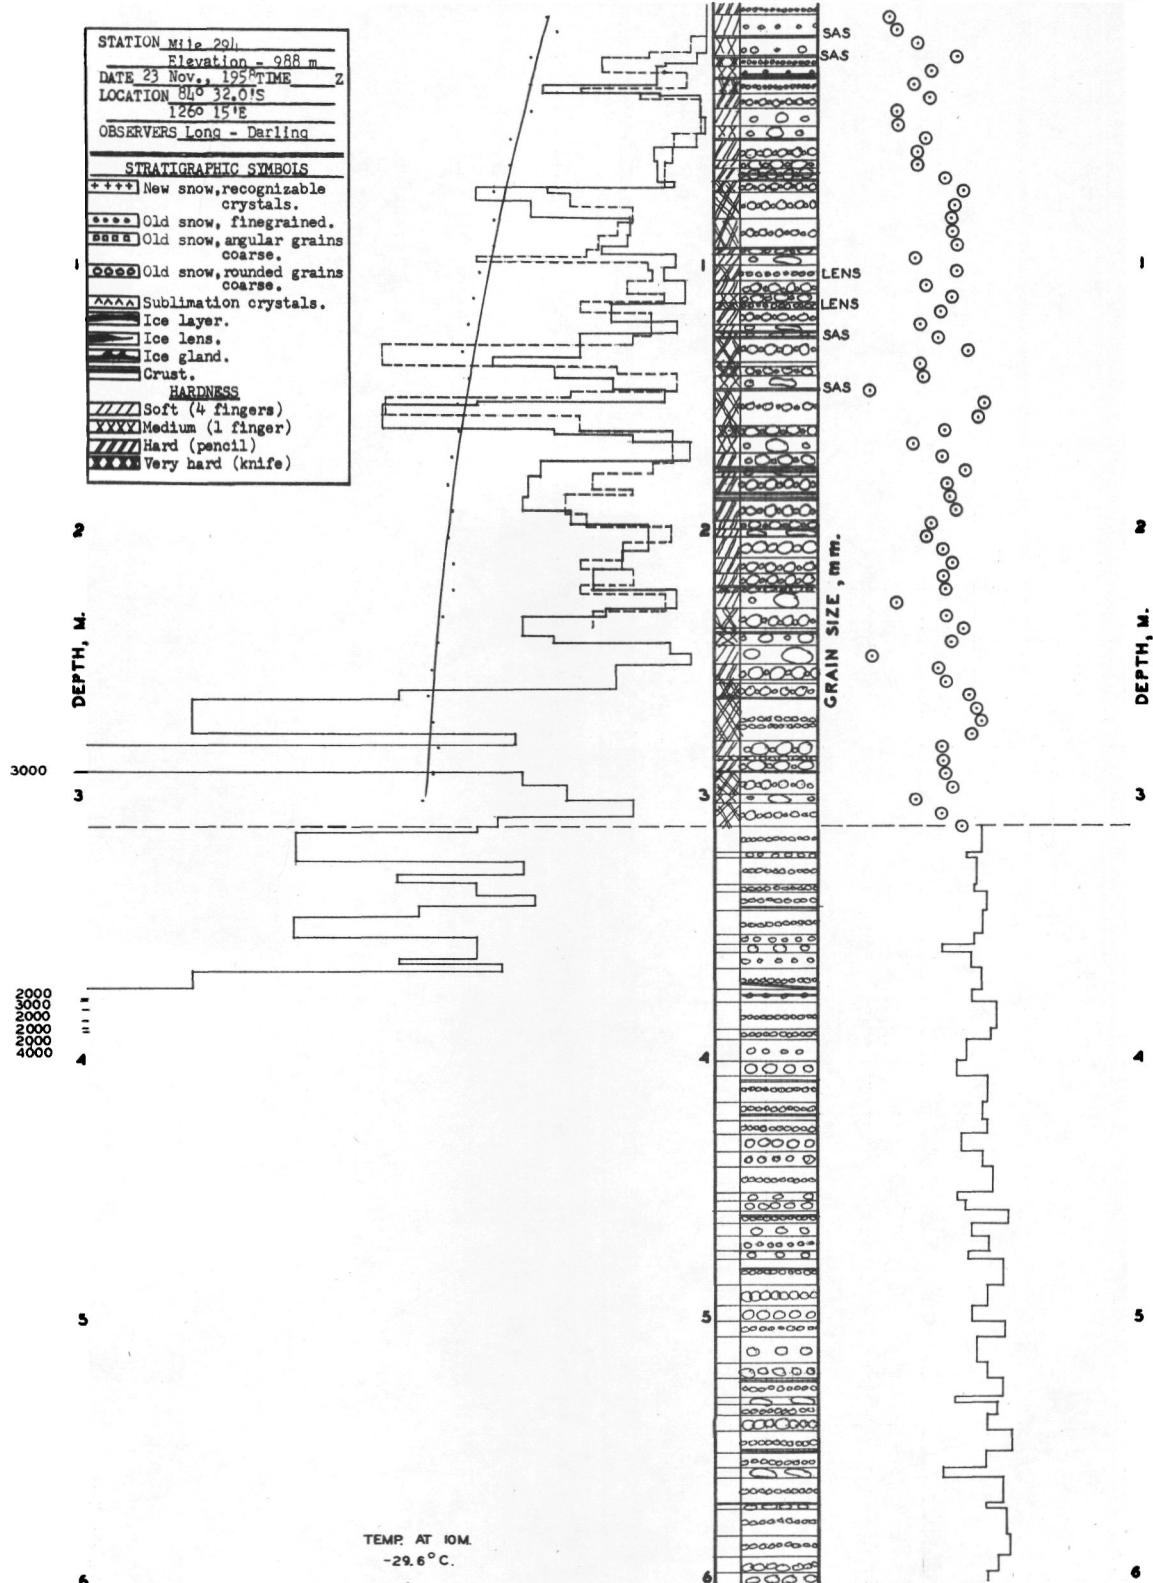 STATION Mile 294
Elevation - 988 m
DATE 23 Nov., 1958 TIME Z
LOCATION 84° 32.0'S
126° 15'E
OBSERVERS Long - Darling
STRATIGRAPHIC SYMBOLS
++++ New snow, recognizable
crystals.
Old snow, finegrained.
Old snow, angular grains
coarse.
Old snow, rounded grains
coarse.
Sublimation crystals.
Ice layer.
Ice lens.
Ice gland.
Crust.
HARDNESS
Soft (4 fingers)
Medium (1 finger)
Hard (pencil)
Very hard (knife)
SAS
SAS
1 1 1
LENS
LENS
SAS
SAS
2 2 2
DEPTH, M.
GRAIN SIZE, mm.
DEPTH, M.
3000
3 3 3
2000
3000
2000
2000
2000
4000
4 4 4
5 5 5
TEMP. AT 10M.
-29.6°C.
6 6 6